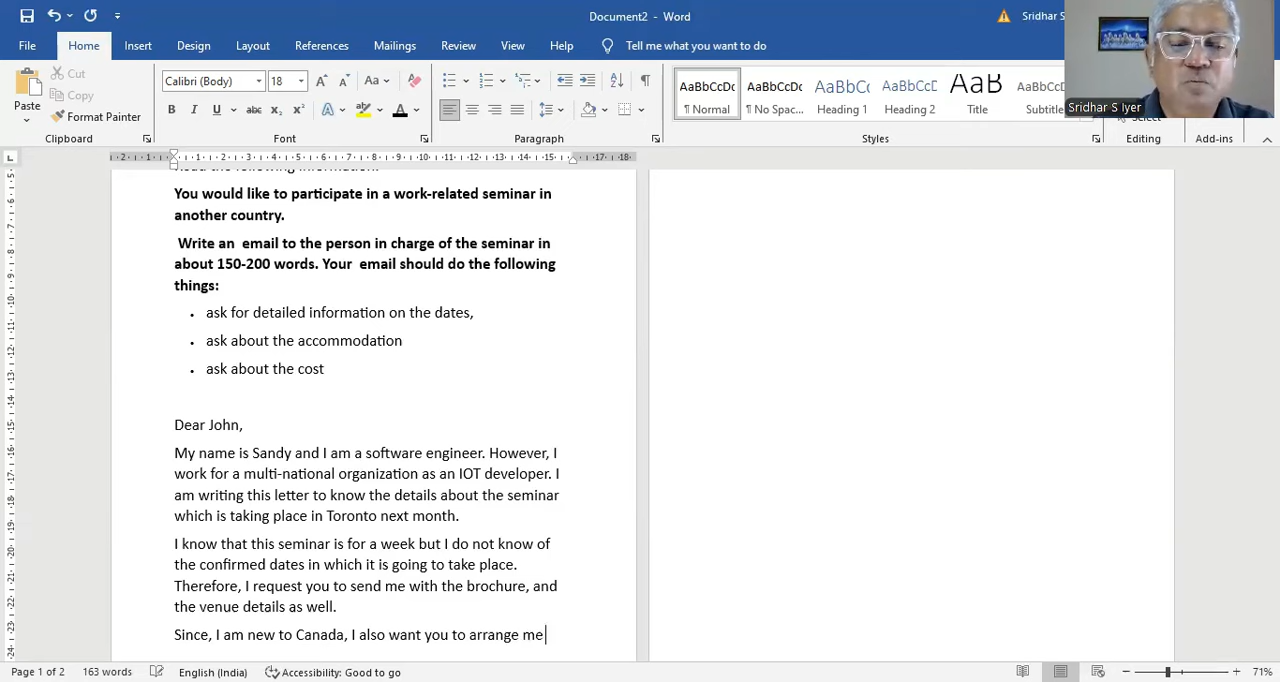 Document2 - Word
Sridhar S
File Home Insert Design Layout References Mailings Review View Help Tell me what you want to do
Paste
Cut
Copy
Format Painter
Clipboard
Calibri (Body) 18
Font
Paragraph
AaBbCcDc AaBbCcDc AaBbCcD AaBbCcD AaB AaBbCcD
¶ Normal ¶ No Spac... Heading 1 Heading 2 Title Subtitle
Styles
Select
Editing
Add-ins
Sridhar S Iyer
Read the following information.
You would like to participate in a work-related seminar in
another country.
Write an email to the person in charge of the seminar in
about 150-200 words. Your email should do the following
things:
• ask for detailed information on the dates,
• ask about the accommodation
• ask about the cost
Dear John,
My name is Sandy and I am a software engineer. However, I
work for a multi-national organization as an IOT developer. I
am writing this letter to know the details about the seminar
which is taking place in Toronto next month.
I know that this seminar is for a week but I do not know of
the confirmed dates in which it is going to take place.
Therefore, I request you to send me with the brochure, and
the venue details as well.
Since, I am new to Canada, I also want you to arrange me
Page 1 of 2 163 words English (India) Accessibility: Good to go 71%